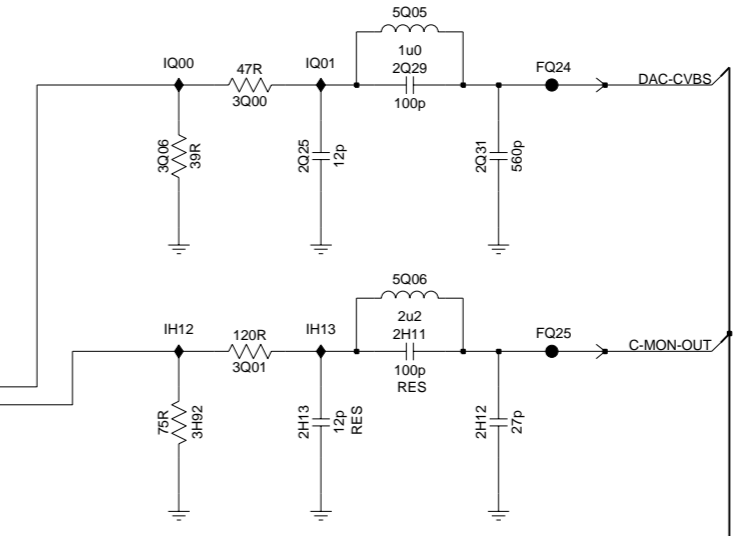 5Q05
1u0
2Q29
100p
IQ00
47R
3Q00
IQ01
FQ24
DAC-CVBS
3Q06
39R
2Q25
12p
2Q31
560p
5Q06
2u2
2H11
100p
RES
IH12
120R
3Q01
IH13
FQ25
C-MON-OUT
75R
3H92
2H13
12p
RES
2H12
27p